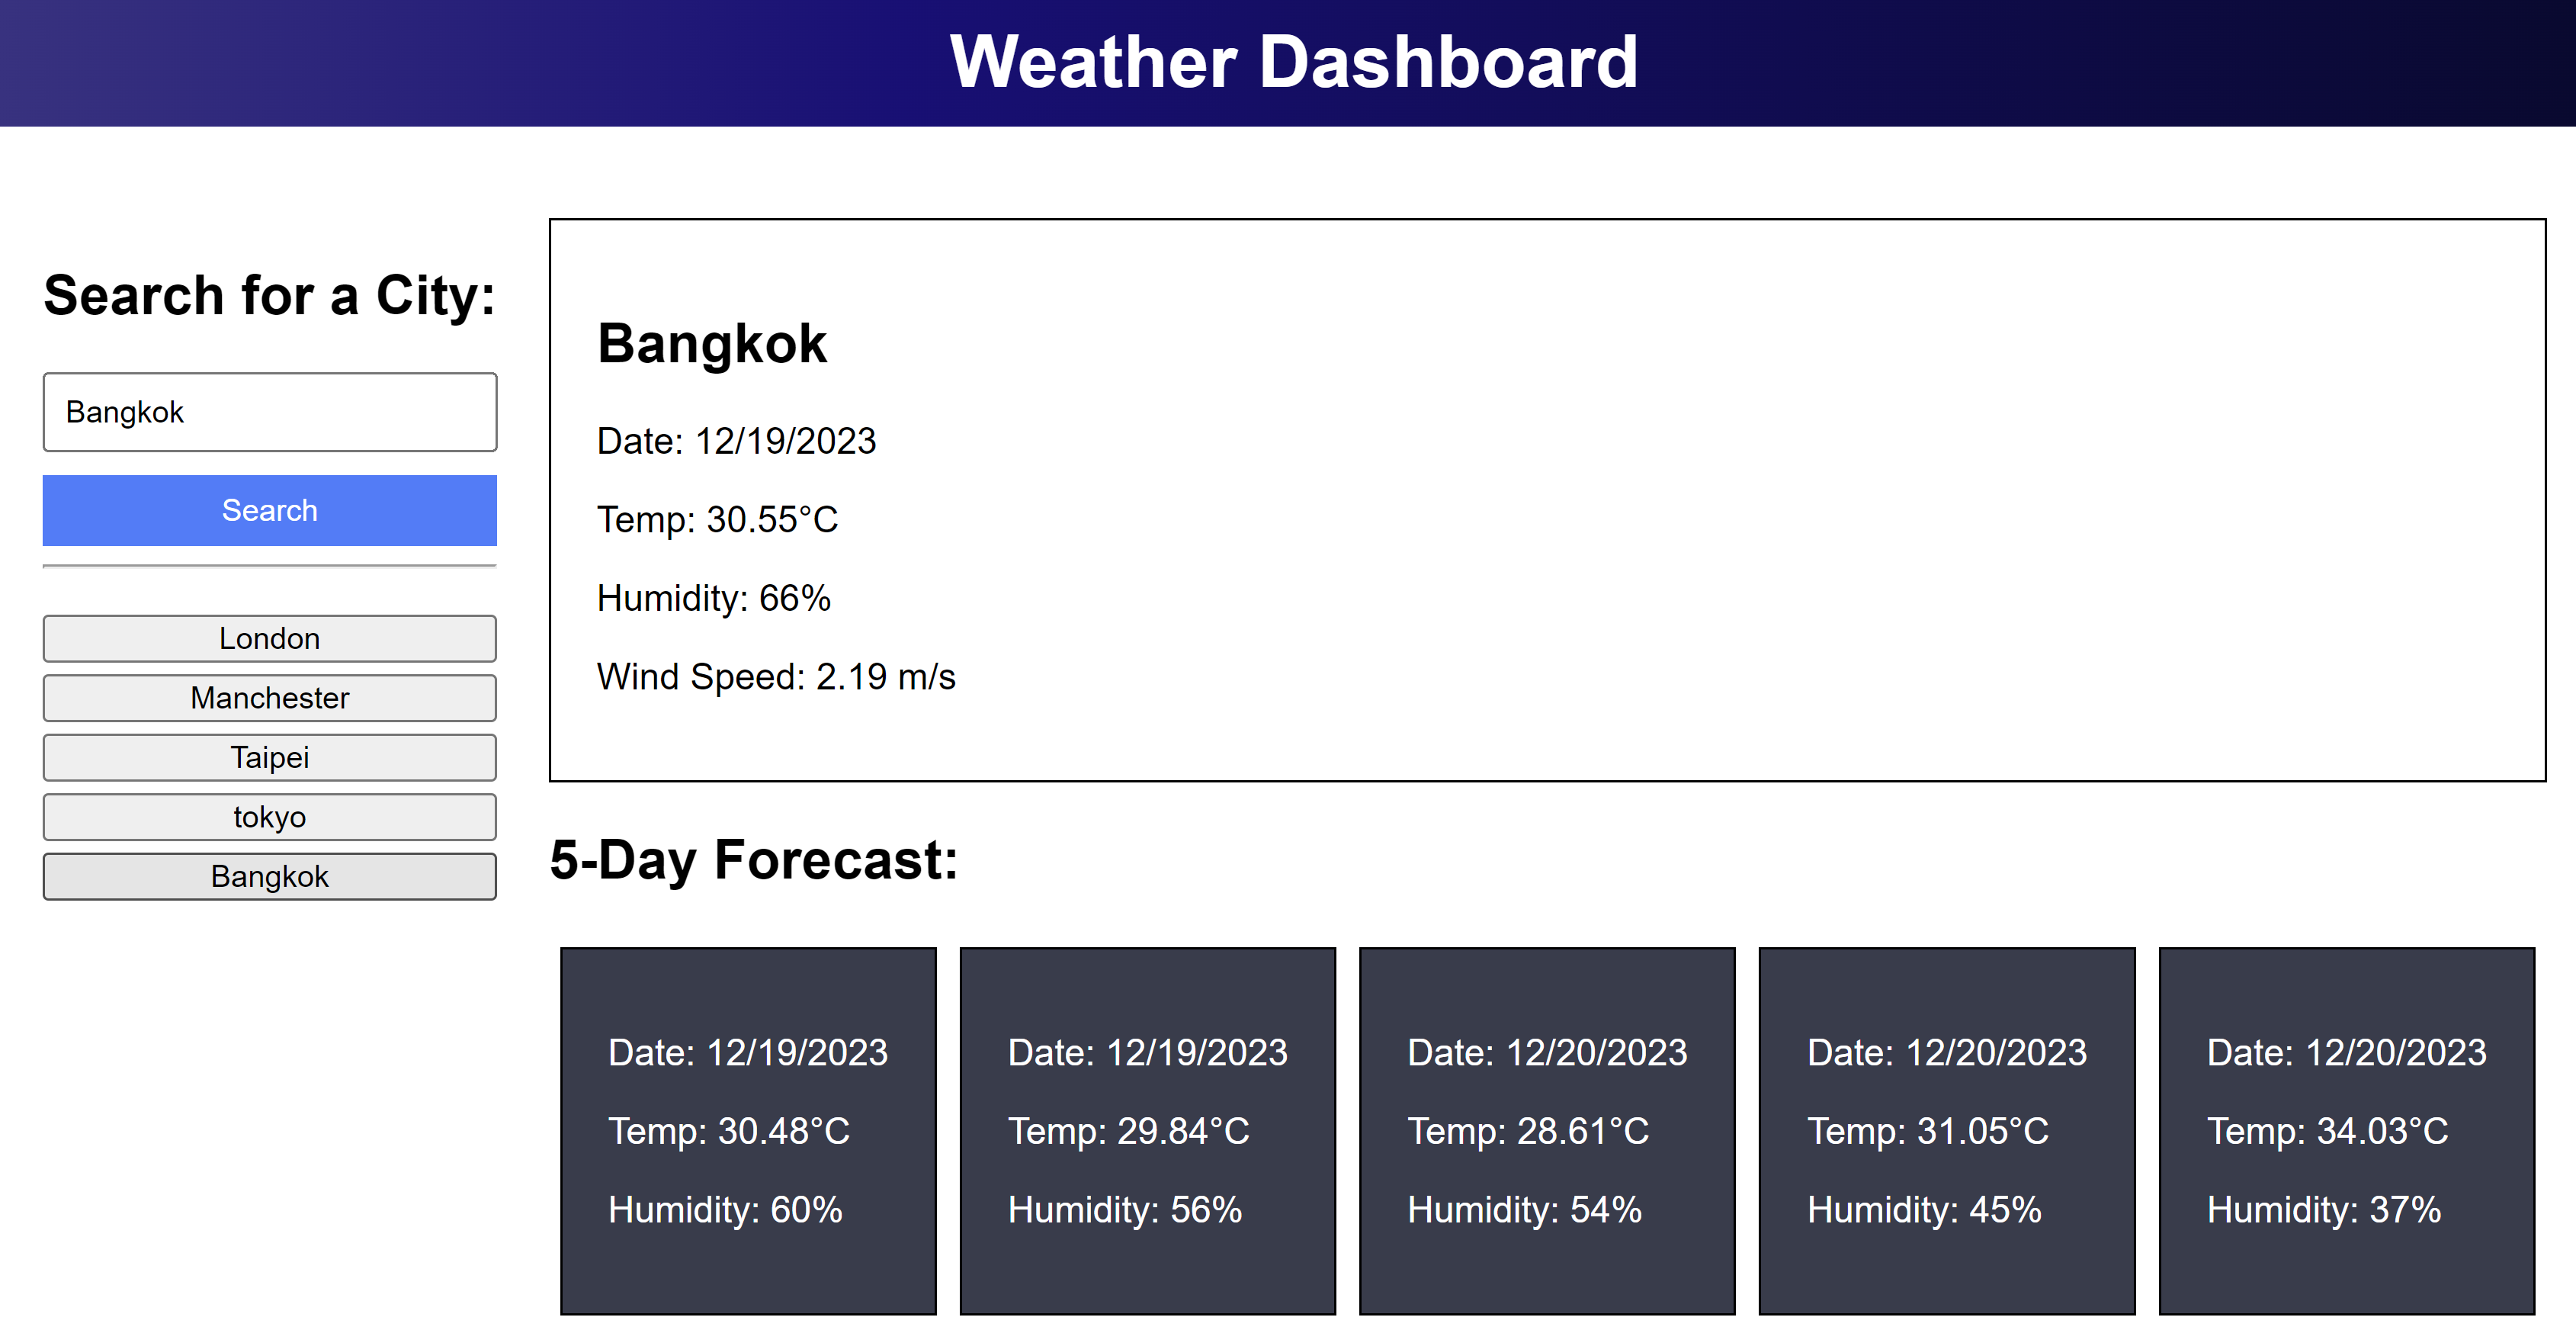 Weather Dashboard
Search for a City:
Bangkok
Search
London
Manchester
Taipei
tokyo
Bangkok
Bangkok
Date: 12/19/2023
Temp: 30.55°C
Humidity: 66%
Wind Speed: 2.19 m/s
5-Day Forecast:
Date: 12/19/2023
Temp: 30.48°C
Humidity: 60%
Date: 12/19/2023
Temp: 29.84°C
Humidity: 56%
Date: 12/20/2023
Temp: 28.61°C
Humidity: 54%
Date: 12/20/2023
Temp: 31.05°C
Humidity: 45%
Date: 12/20/2023
Temp: 34.03°C
Humidity: 37%